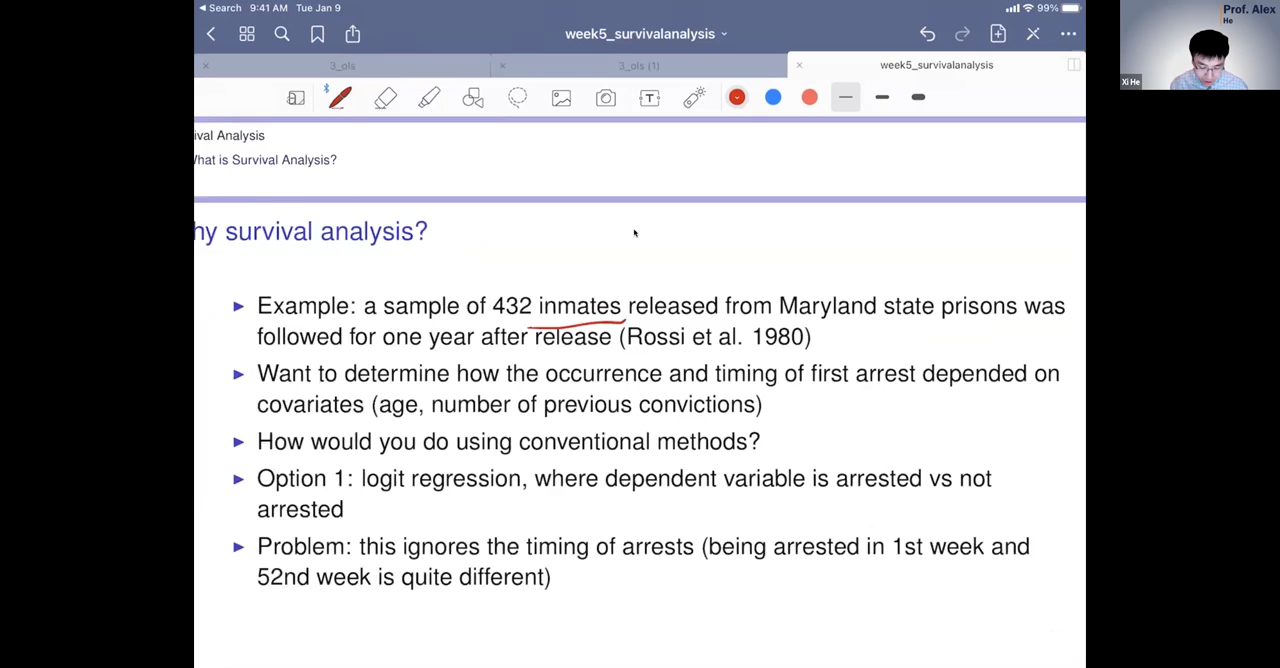 Search 9:41 AM Tue Jan 9 99%
week5_survivalanalysis
3_ols 3_ols (1) week5_survivalanalysis
T
ival Analysis
What is Survival Analysis?
hy survival analysis?
Example: a sample of 432 inmates released from Maryland state prisons was
followed for one year after release (Rossi et al. 1980)
Want to determine how the occurrence and timing of first arrest depended on
covariates (age, number of previous convictions)
How would you do using conventional methods?
Option 1: logit regression, where dependent variable is arrested vs not
arrested
Problem: this ignores the timing of arrests (being arrested in 1st week and
52nd week is quite different)
Prof. Alex
He
Xi He